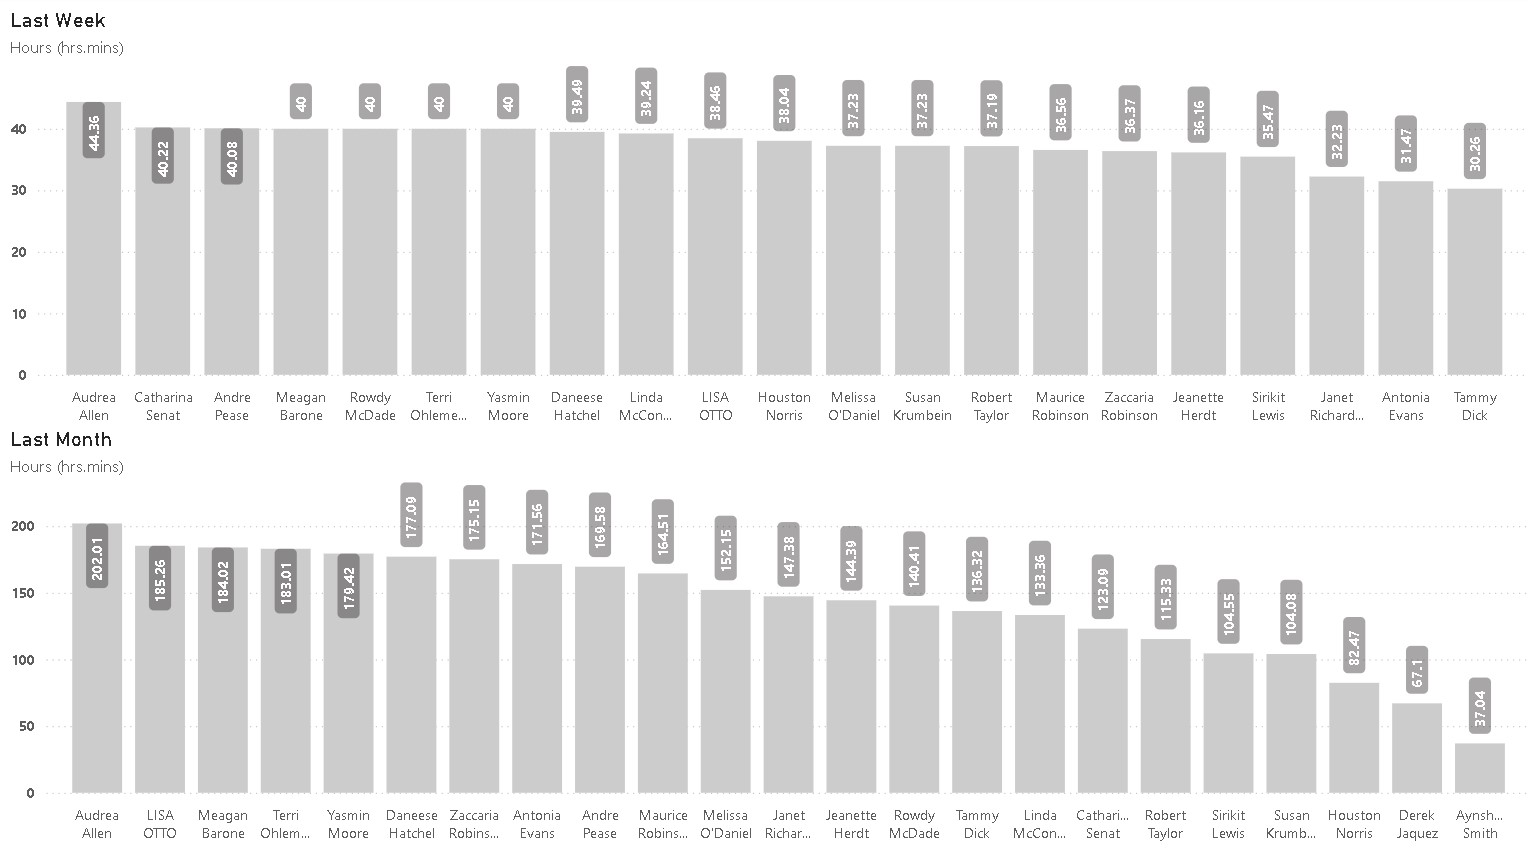 Last Week
Hours (hrs.mins)
44.36 40.22 40.08 40 40 40 40 39.49 39.24 38.46 38.04 37.23 37.23 37.19 36.56 36.37 36.16 35.47 32.23 31.47 30.26
40
30
20
10
0
Audrea Catharina Andre Meagan Rowdy Terri Yasmin Daneese Linda LISA Houston Melissa Susan Robert Maurice Zaccaria Jeanette Sirikit Janet Antonia Tammy
Allen Senat Pease Barone McDade Ohleme... Moore Hatchel McCon... OTTO Norris O'Daniel Krumbein Taylor Robinson Robinson Herdt Lewis Richard... Evans Dick
Last Month
Hours (hrs.mins)
202.01 185.26 184.02 183.01 179.42 177.09 175.15 171.56 169.58 164.51 152.15 147.38 144.39 140.41 136.32 133.36 123.09 115.33 104.55 104.08 82.47 67.1 37.04
200
150
100
50
0
Audrea LISA Meagan Terri Yasmin Daneese Zaccaria Antonia Andre Maurice Melissa Janet Jeanette Rowdy Tammy Linda Cathari... Robert Sirikit Susan Houston Derek Aynsh...
Allen OTTO Barone Ohlem... Moore Hatchel Robins... Evans Pease Robins... O'Daniel Richar... Herdt McDade Dick McCon... Senat Taylor Lewis Krumb... Norris Jaquez Smith